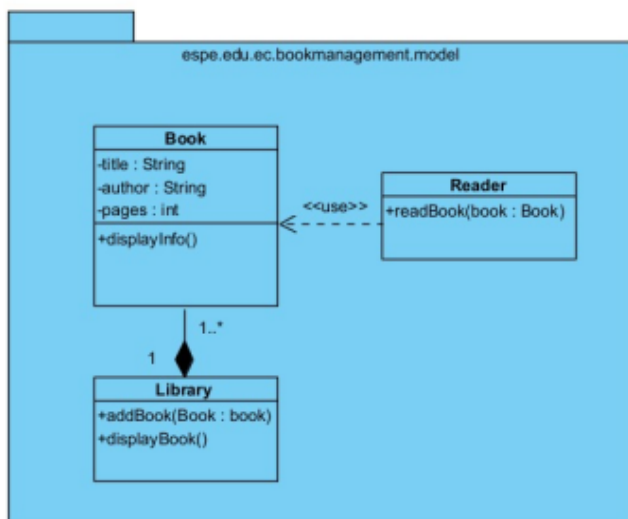 espe.edu.ec.bookmanagement.model
Book
-title : String
-author : String
-pages : int
+displayInfo()
<<use>>
Reader
+readBook(book : Book)
1..*
1
Library
+addBook(Book : book)
+displayBook()